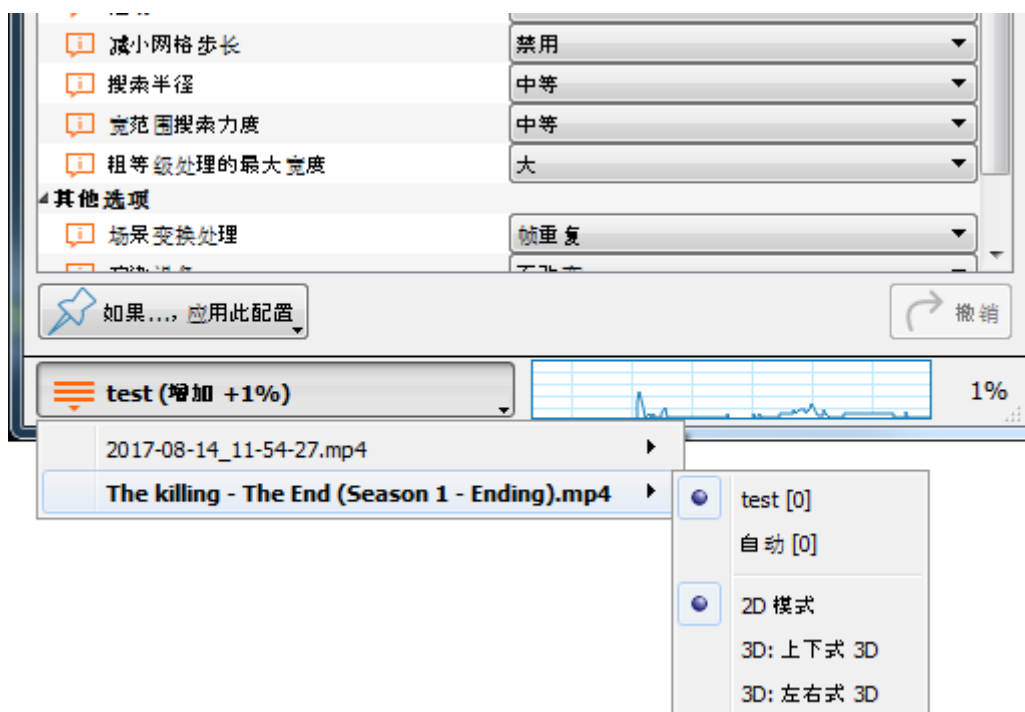 减小网格步长 禁用
搜索半径 中等
宽范围搜索力度 中等
粗等级处理的最大宽度 大
其他选项
场景变换处理 帧重复
如果..., 应用此配置 撤销
test (增加 +1%) 1%
2017-08-14_11-54-27.mp4
The killing - The End (Season 1 - Ending).mp4
test [0]
自动 [0]
2D 模式
3D: 上下式 3D
3D: 左右式 3D